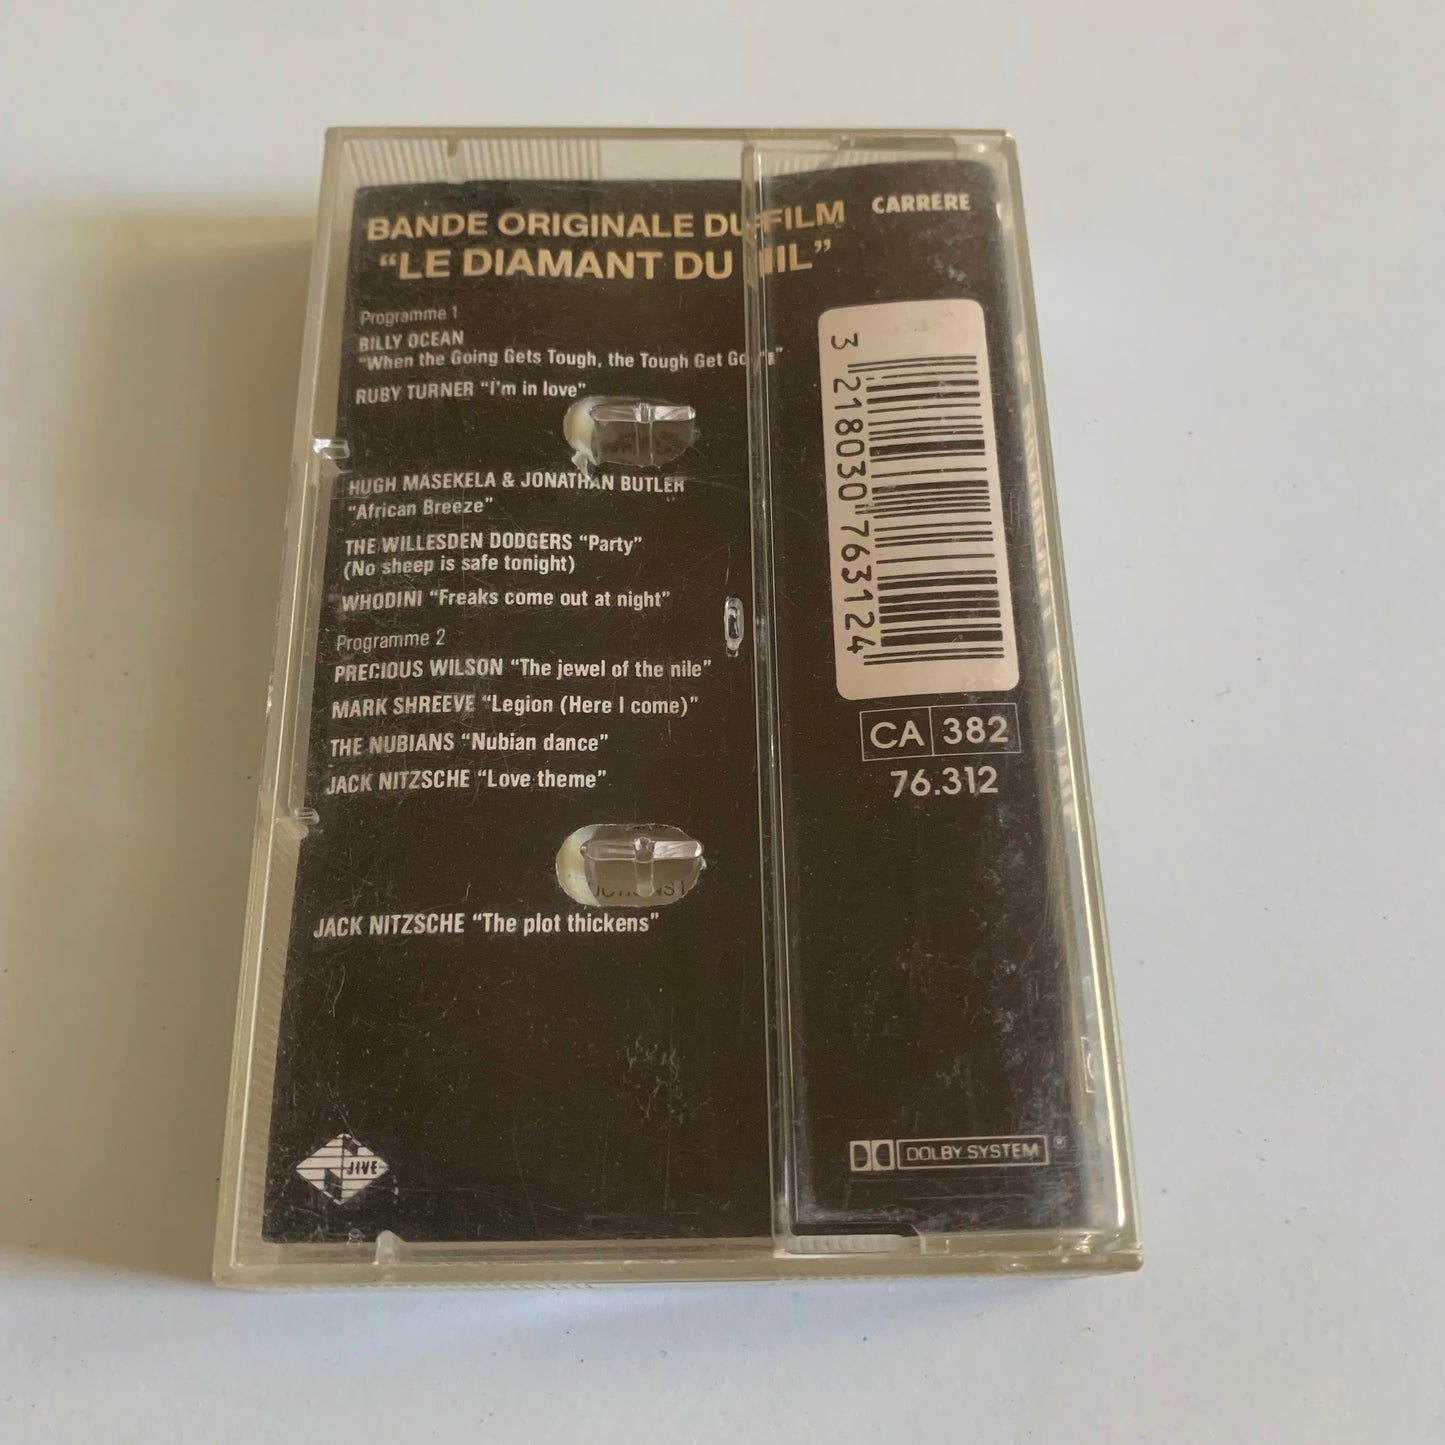 BANDE ORIGINALE DU FILM
“LE DIAMANT DU NIL”
CARRERE
Programme 1
BILLY OCEAN
“When the Going Gets Tough, the Tough Get
RUBY TURNER “I'm in love”
HUGH MASEKELA & JONATHAN BUTLER
“African Breeze”
THE WILLESDEN DODGERS “Party”
(No sheep is safe tonight)
WHODINI “Freaks come out at night”
Programme 2
PRECIOUS WILSON “The jewel of the nile”
MARK SHREEVE “Legion (Here I come)”
THE NUBIANS “Nubian dance”
JACK NITZSCHE “Love theme”
JACK NITZSCHE “The plot thickens”
JIVE
3 218030 763124
CA 382
76.312
DOLBY SYSTEM ®